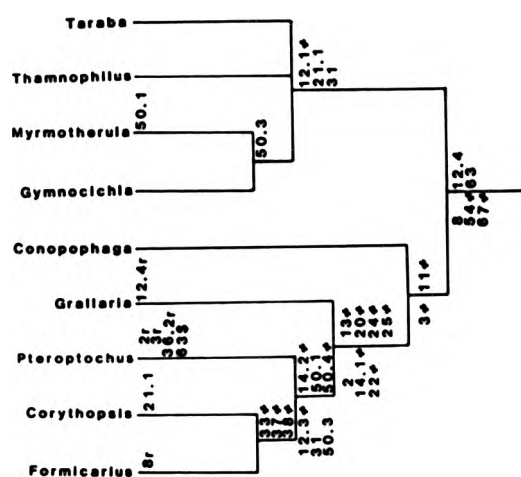 Taraba
12.1≠
21.1
31
Thamnophilus
50.1
Myrmotherula
50.3
Gymnocichla
12.4
63
8
54≠
67≠
Conopophaga
12.4r
11≠
3≠
Grallaria
13≠
20≠
24≠
25≠
2
14.1≠
22≠
2r
3r
36.2r
63$
Pteroptochus
14.2≠
50.1
50.4≠
21.1
Corythopsis
33≠
37≠
38≠
12.3≠
31
50.3
8r
Formicarius